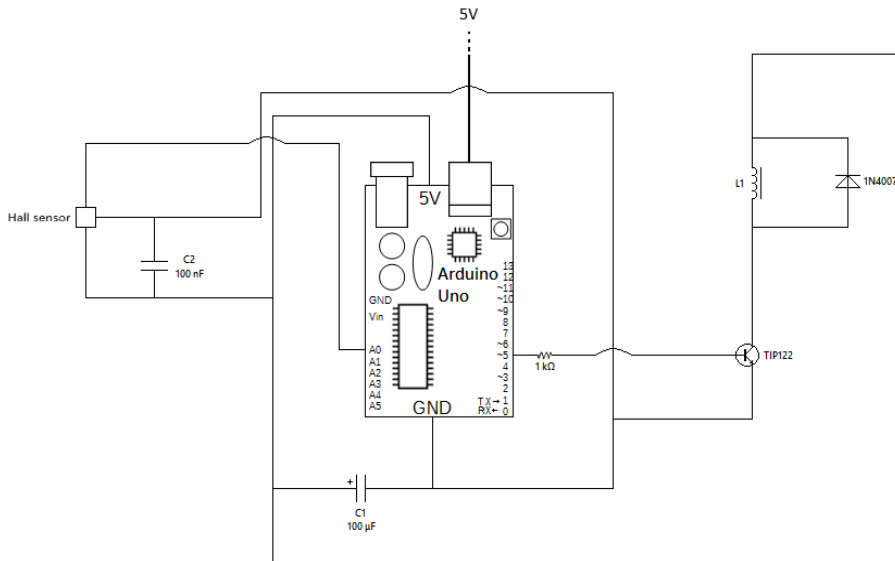 5V
Hall sensor
C2
100 nF
5V
Arduino
Uno
GND
Vin
A0
A1
A2
A3
A4
A5
13
12
~11
~10
~9
8
7
~6
~5
4
~3
2
TX→ 1
RX← 0
GND
1 kΩ
L1
1N4007
TIP122
+
C1
100 µF